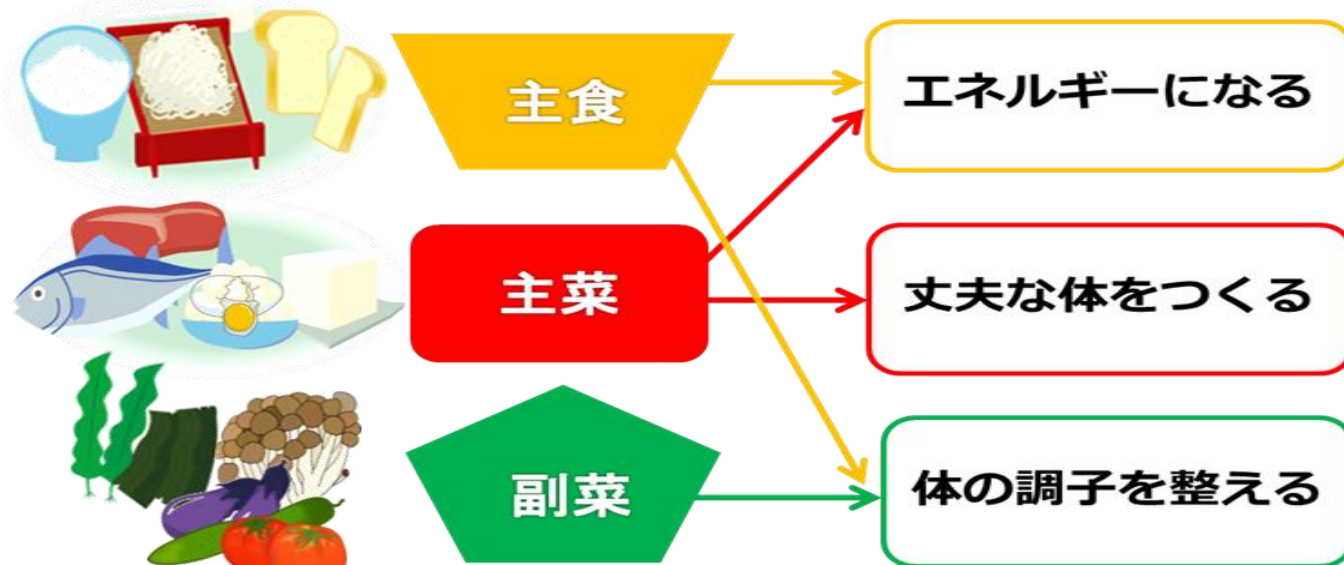 主食
エネルギーになる
主菜
丈夫な体をつくる
副菜
体の調子を整える